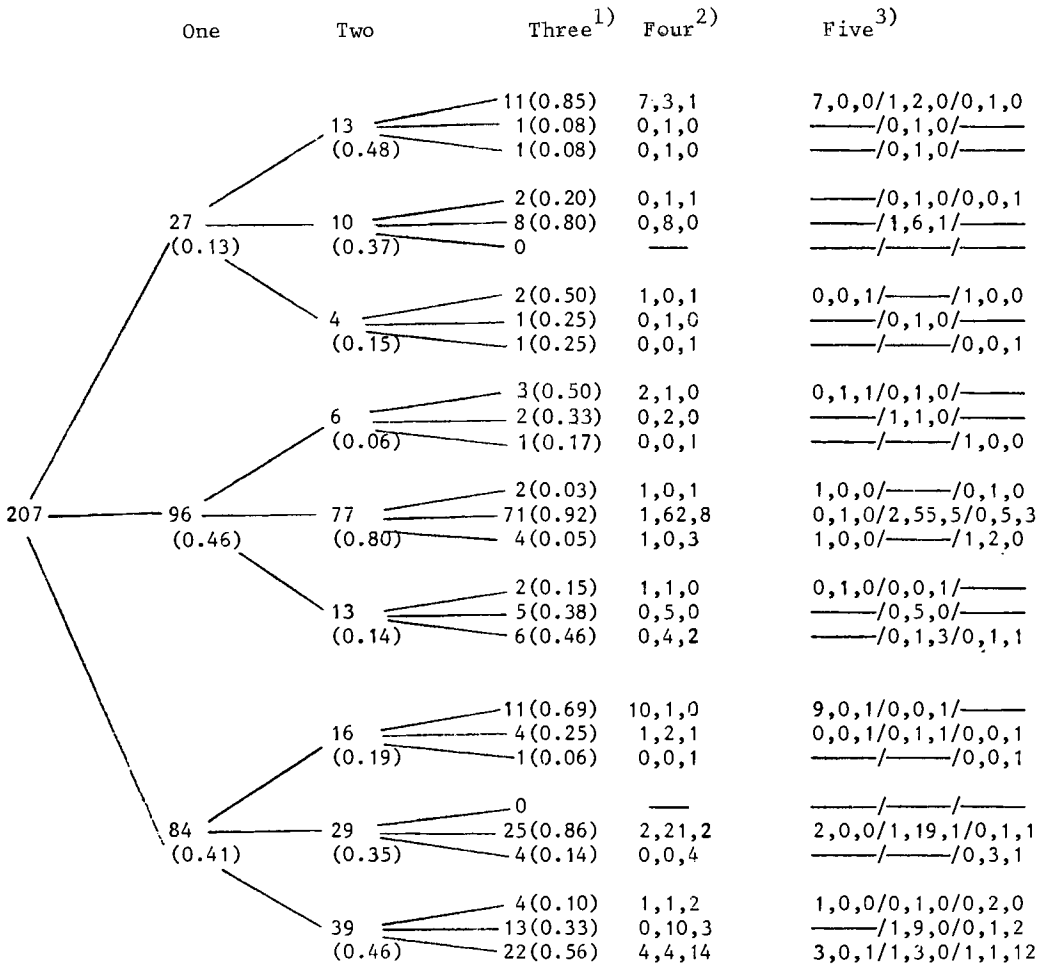 One Two Three1) Four2) Five3)
11(0.85) 7,3,1 7,0,0/1,2,0/0,1,0
13 1(0.08) 0,1,0 ———/0,1,0/———
(0.48) 1(0.08) 0,1,0 ———/0,1,0/———
2(0.20) 0,1,1 ———/0,1,0/0,0,1
27 10 8(0.80) 0,8,0 ———/1,6,1/———
(0.13) (0.37) 0 — ———/———/———
2(0.50) 1,0,1 0,0,1/———/1,0,0
4 1(0.25) 0,1,0 ———/0,1,0/———
(0.15) 1(0.25) 0,0,1 ———/———/0,0,1
3(0.50) 2,1,0 0,1,1/0,1,0/———
6 2(0.33) 0,2,0 ———/1,1,0/———
(0.06) 1(0.17) 0,0,1 ———/———/1,0,0
2(0.03) 1,0,1 1,0,0/———/0,1,0
207 96 77 71(0.92) 1,62,8 0,1,0/2,55,5/0,5,3
(0.46) (0.80) 4(0.05) 1,0,3 1,0,0/———/1,2,0
2(0.15) 1,1,0 0,1,0/0,0,1/———
13 5(0.38) 0,5,0 ———/0,5,0/———
(0.14) 6(0.46) 0,4,2 ———/0,1,3/0,1,1
11(0.69) 10,1,0 9,0,1/0,0,1/———
16 4(0.25) 1,2,1 0,0,1/0,1,1/0,0,1
(0.19) 1(0.06) 0,0,1 ———/———/0,0,1
0 — ———/———/———
84 29 25(0.86) 2,21,2 2,0,0/1,19,1/0,1,1
(0.41) (0.35) 4(0.14) 0,0,4 ———/———/0,3,1
4(0.10) 1,1,2 1,0,0/0,1,0/0,2,0
39 13(0.33) 0,10,3 ———/1,9,0/0,1,2
(0.46) 22(0.56) 4,4,14 3,0,1/1,3,0/1,1,12